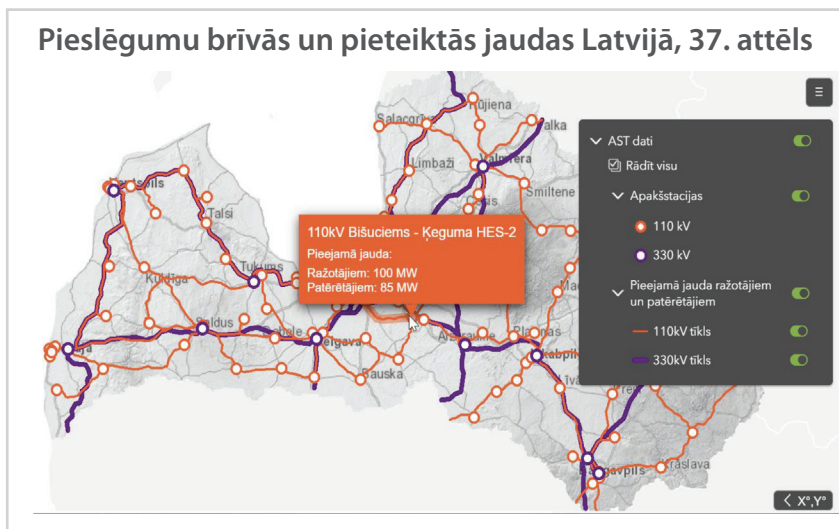 Pieslēgumu brīvās un pieteiktās jaudas Latvijā, 37. attēls
Rūjiena
Salacgrīva
Valka
Limbaži
Valmiera
Smiltene
Cēsis
Talsi
Tukums
Kuldīga
Saldus
Dobele
Jelgava
Bauska
Aizkraukle
Pļaviņas
Krāslava
110kV Bišuciems - Ķeguma HES-2
Pieejamā jauda:
Ražotājiem: 100 MW
Patērētājiem: 85 MW
AST dati
Rādīt visu
Apakšstacijas
110 kV
330 kV
Pieejamā jauda ražotājiem
un patērētājiem
110kV tīkls
330kV tīkls
X°,Y°